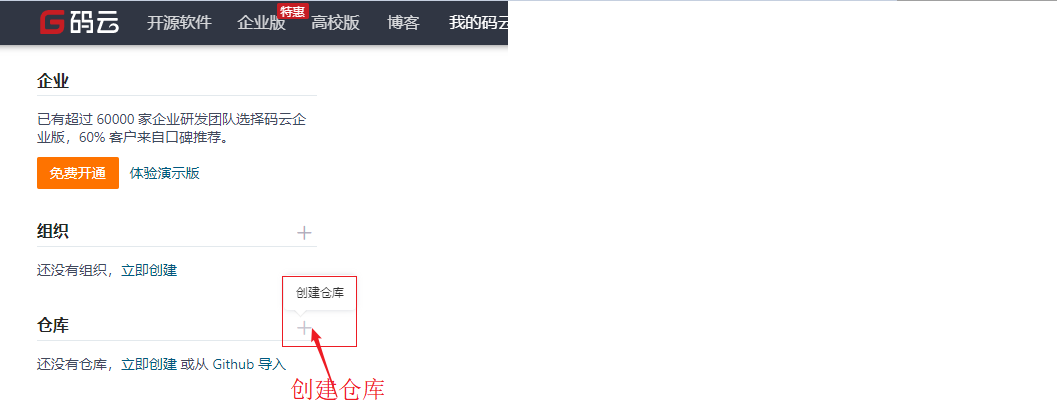 码云 开源软件 企业版 特惠 高校版 博客 我的码云
企业
已有超过 60000 家企业研发团队选择码云企
业版，60% 客户来自口碑推荐。
免费开通 体验演示版
组织
还没有组织，立即创建
创建仓库
仓库
还没有仓库，立即创建 或从 Github 导入
创建仓库